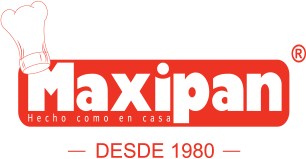 Maxipan®
Hecho como en casa
— DESDE 1980 —